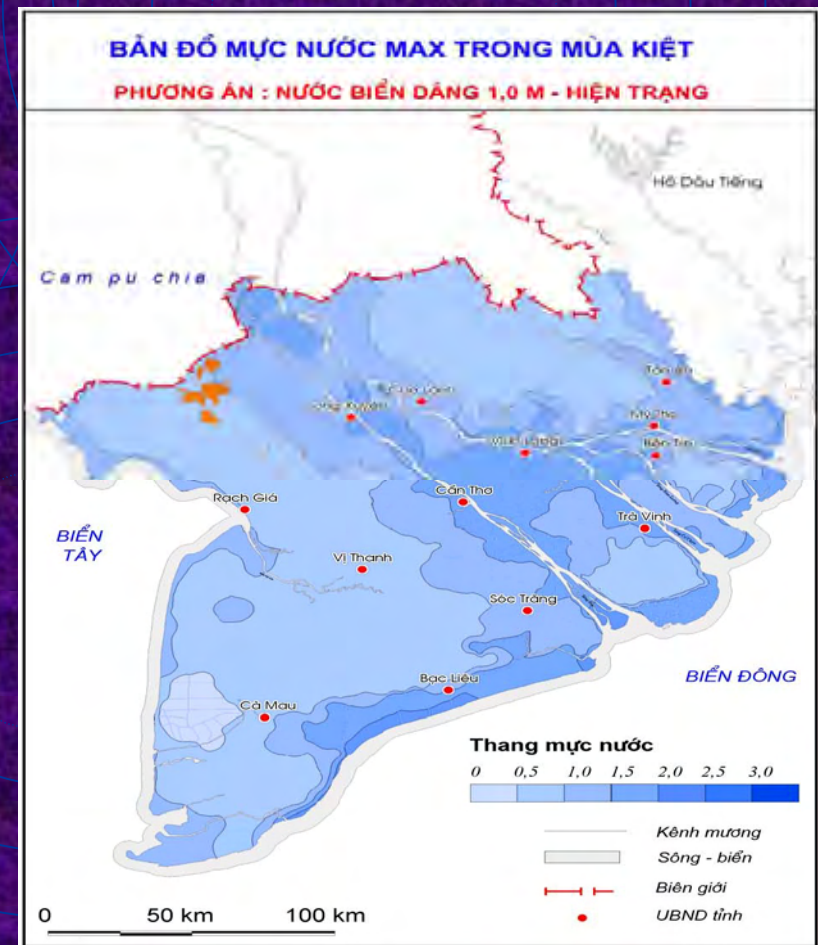 BẢN ĐỒ MỰC NƯỚC MAX TRONG MÙA KIỆT
PHƯƠNG ÁN : NƯỚC BIỂN DÂNG 1,0 M - HIỆN TRẠNG
Hồ Dầu Tiếng
Cam pu chia
Tân An
Long Xuyên
Mỹ Tho
Vĩnh Long
Bến Tre
Rạch Giá
Cần Thơ
BIỂN
TÂY
Trà Vinh
Vị Thanh
Sóc Trăng
BIỂN ĐÔNG
Bạc Liêu
Cà Mau
Thang mực nước
0 0,5 1,0 1,5 2,0 2,5 3,0
Kênh mương
Sông - biển
Biên giới
UBND tỉnh
0 50 km 100 km